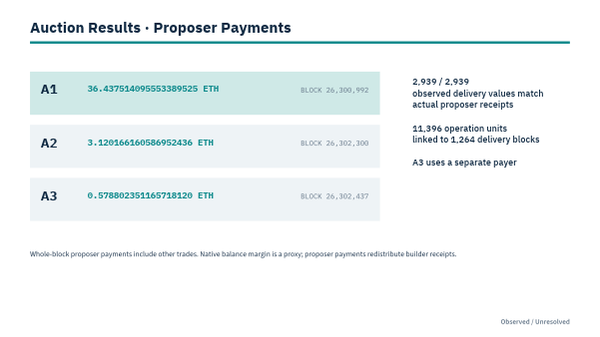 Auction Results · Proposer Payments
A1 36.437514095553389525 ETH BLOCK 26,300,992
A2 3.120166160586952436 ETH BLOCK 26,302,300
A3 0.578802351165718120 ETH BLOCK 26,302,437
2,939 / 2,939
observed delivery values match
actual proposer receipts
11,396 operation units
linked to 1,264 delivery blocks
A3 uses a separate payer
Whole-block proposer payments include other trades. Native balance margin is a proxy; proposer payments redistribute builder receipts.
Observed / Unresolved